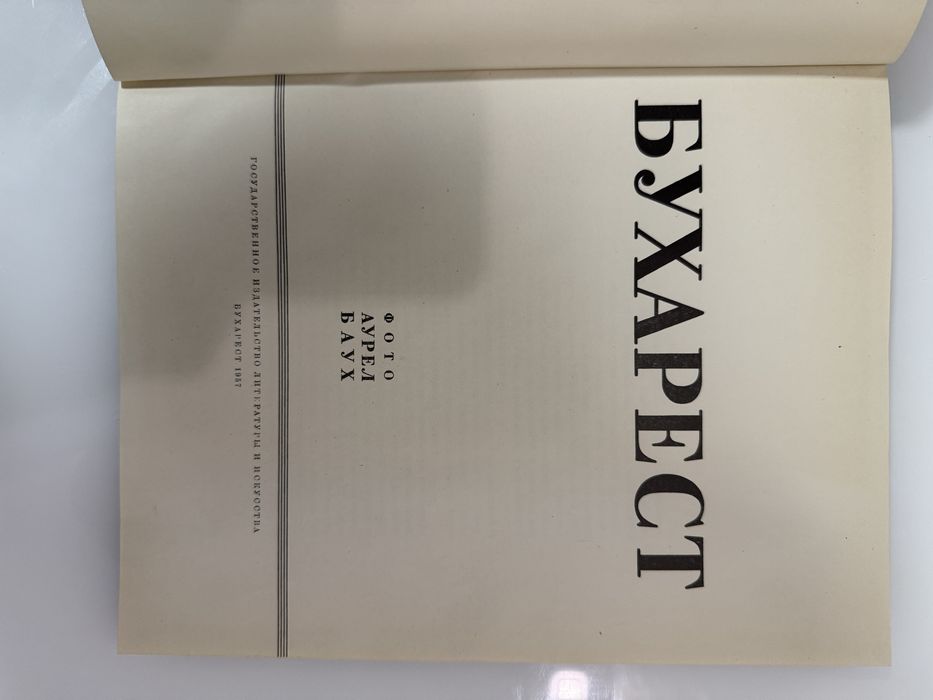 БУХАРЕСТ
ФОТО
АУРЕЛ
БАУХ
ГОСУДАРСТВЕННОЕ ИЗДАТЕЛЬСТВО ЛИТЕРАТУРЫ И ИСКУССТВА
БУХАРЕСТ 1957